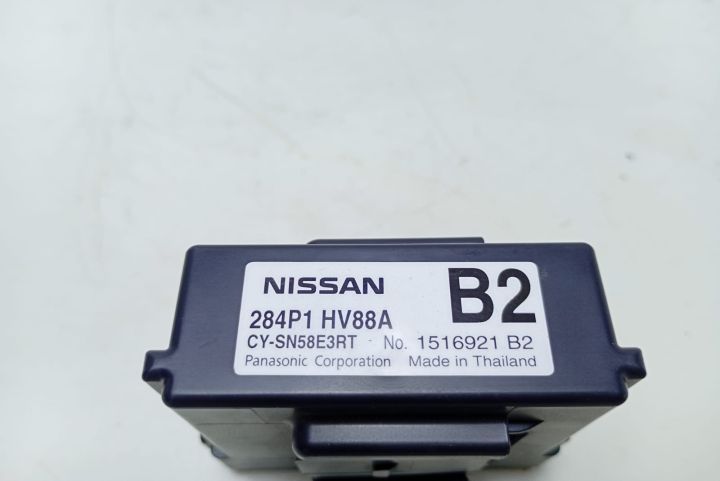 NISSAN B2
284P1 HV88A
CY-SN58E3RT No. 1516921 B2
Panasonic Corporation Made in Thailand